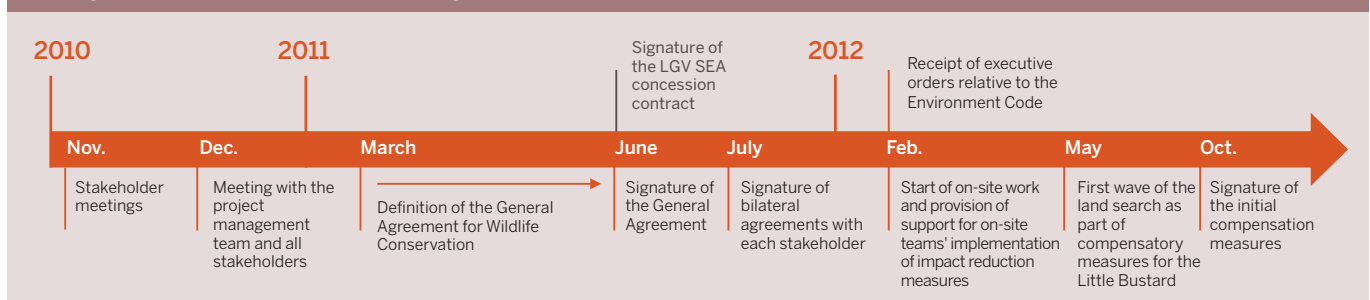 2010
2011
Signature of
the LGV SEA
concession
contract
2012
Receipt of executive
orders relative to the
Environment Code
Nov.
Dec.
March
June
July
Feb.
May
Oct.
Stakeholder
meetings
Meeting with the
project
management
team and all
stakeholders
Definition of the General
Agreement for Wildlife
Conservation
Signature of
the General
Agreement
Signature of
bilateral
agreements with
each stakeholder
Start of on-site work
and provision of
support for on-site
teams' implementation
of impact reduction
measures
First wave of the
land search as
part of
compensatory
measures for the
Little Bustard
Signature of
the initial
compensation
measures